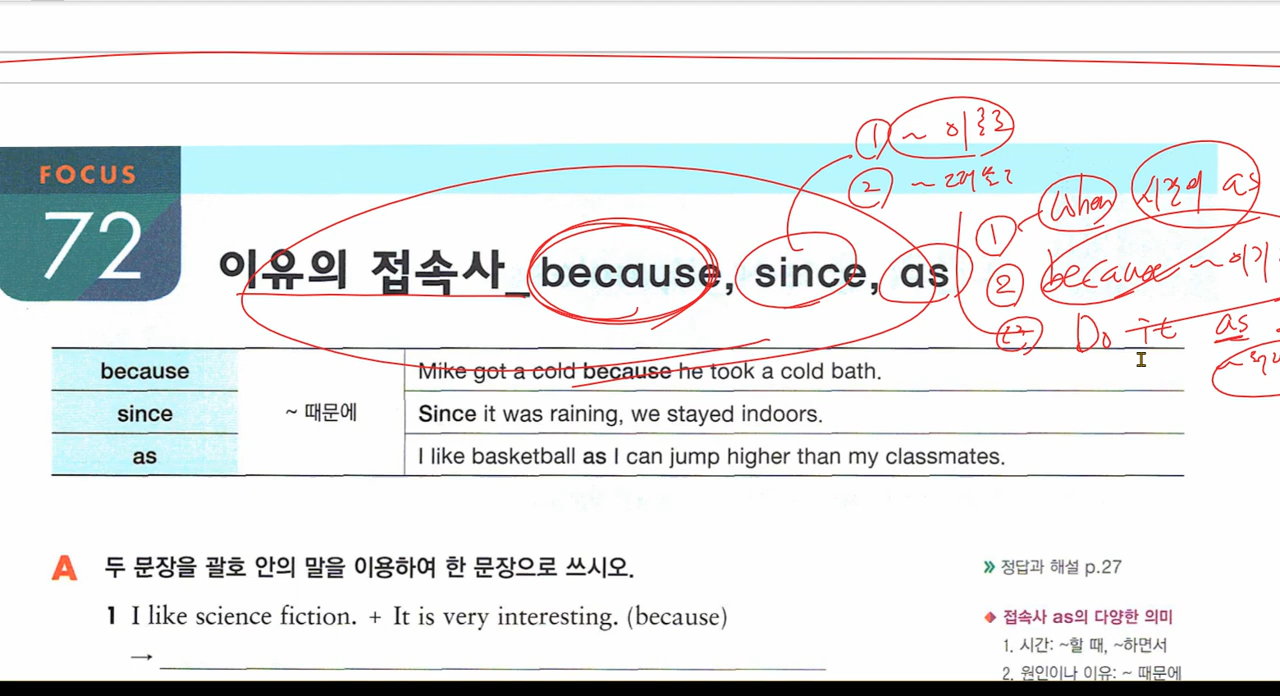 ① ~ 이후로
FOCUS
②
72
① when 시간의 as
이유의 접속사_because, since, as
② because
Do it as
because
~ 때문에
Mike got a cold because he took a cold bath.
since
Since it was raining, we stayed indoors.
as
I like basketball as I can jump higher than my classmates.
A 두 문장을 괄호 안의 말을 이용하여 한 문장으로 쓰시오.
» 정답과 해설 p.27
1 I like science fiction. + It is very interesting. (because)
→
◆ 접속사 as의 다양한 의미
1. 시간: ~할 때, ~하면서
2. 원인이나 이유: ~ 때문에